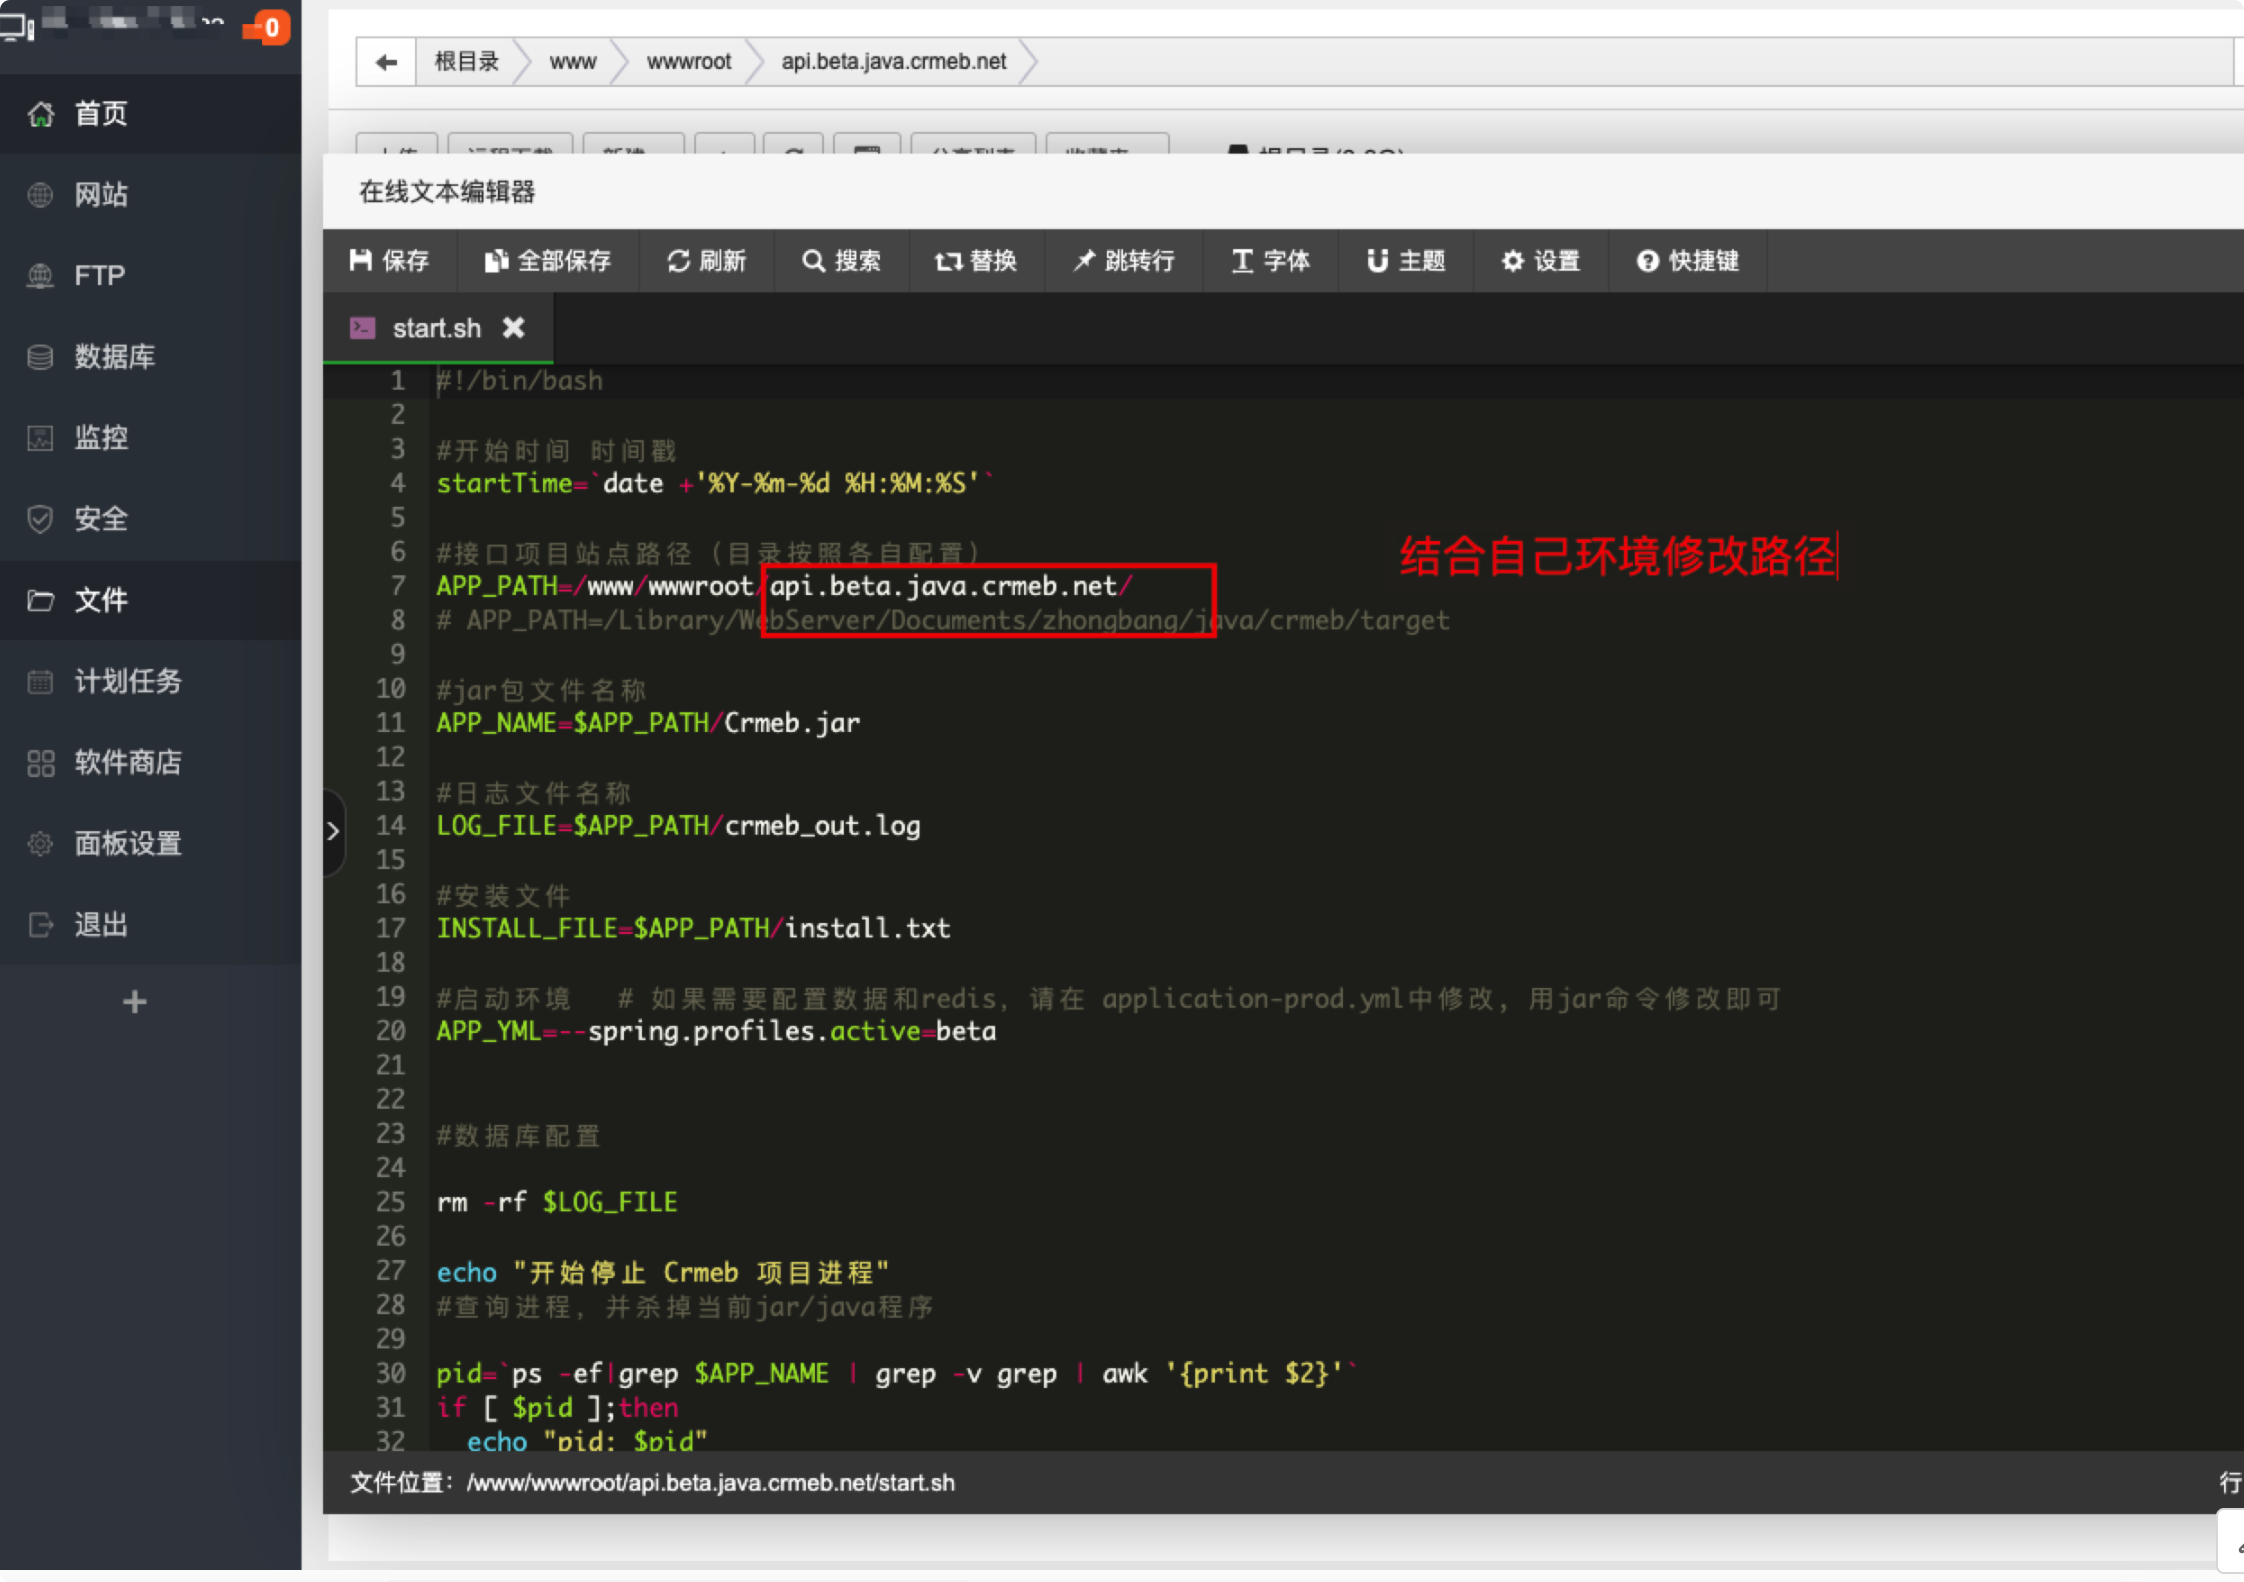 0
首页
网站
FTP
数据库
监控
安全
文件
计划任务
软件商店
面板设置
退出
根目录 www wwwroot api.beta.java.crmeb.net
在线文本编辑器
保存 全部保存 刷新 搜索 替换 跳转行 字体 主题 设置 快捷键
start.sh
1 #!/bin/bash
2
3 #开始时间 时间戳
4 startTime=`date +'%Y-%m-%d %H:%M:%S'`
5
6 #接口项目站点路径（目录按照各自配置）
结合自己环境修改路径
7 APP_PATH=/www/wwwroot/api.beta.java.crmeb.net/
8 # APP_PATH=/Library/WebServer/Documents/zhongbang/java/crmeb/target
9
10 #jar包文件名称
11 APP_NAME=$APP_PATH/Crmeb.jar
12
13 #日志文件名称
14 LOG_FILE=$APP_PATH/crmeb_out.log
15
16 #安装文件
17 INSTALL_FILE=$APP_PATH/install.txt
18
19 #启动环境 # 如果需要配置数据和redis，请在 application-prod.yml中修改，用jar命令修改即可
20 APP_YML=--spring.profiles.active=beta
21
22
23 #数据库配置
24
25 rm -rf $LOG_FILE
26
27 echo "开始停止 Crmeb 项目进程"
28 #查询进程，并杀掉当前jar/java程序
29
30 pid=`ps -ef|grep $APP_NAME | grep -v grep | awk '{print $2}'`
31 if [ $pid ];then
32 echo "pid: $pid"
文件位置：/www/wwwroot/api.beta.java.crmeb.net/start.sh
行